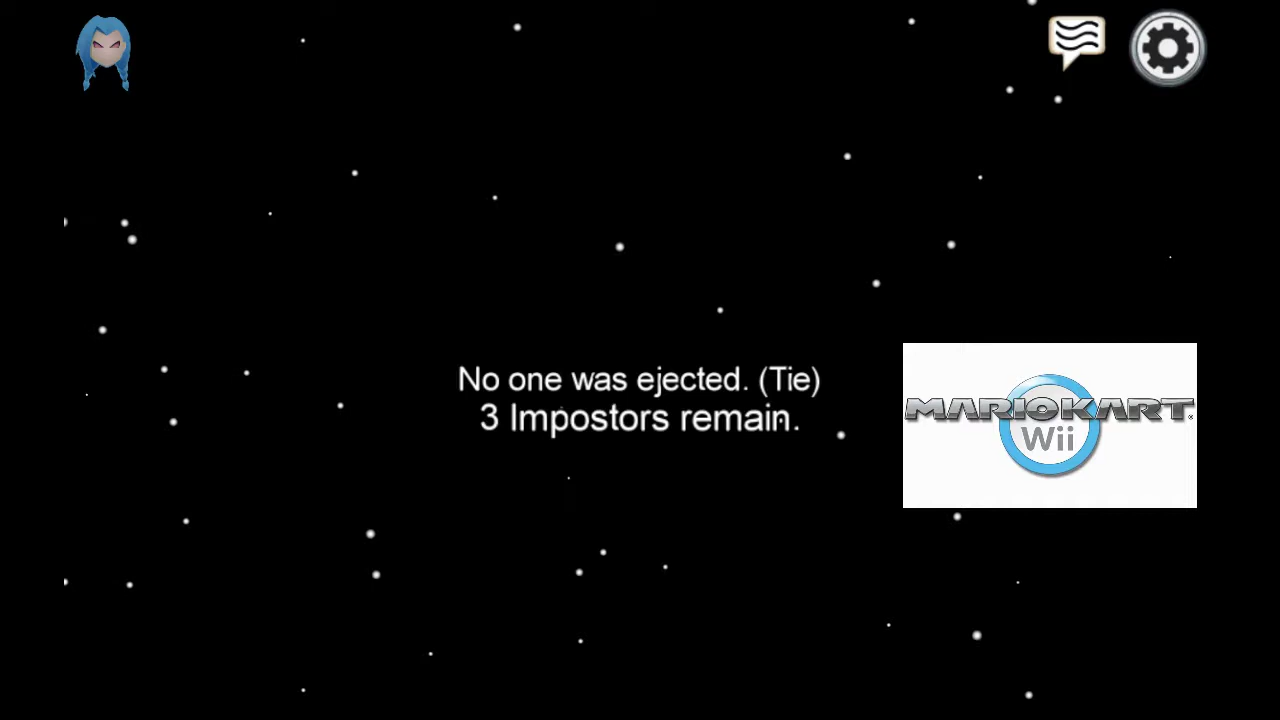 No one was ejected. (Tie)
3 Impostors remain.
MARIOKART
Wii